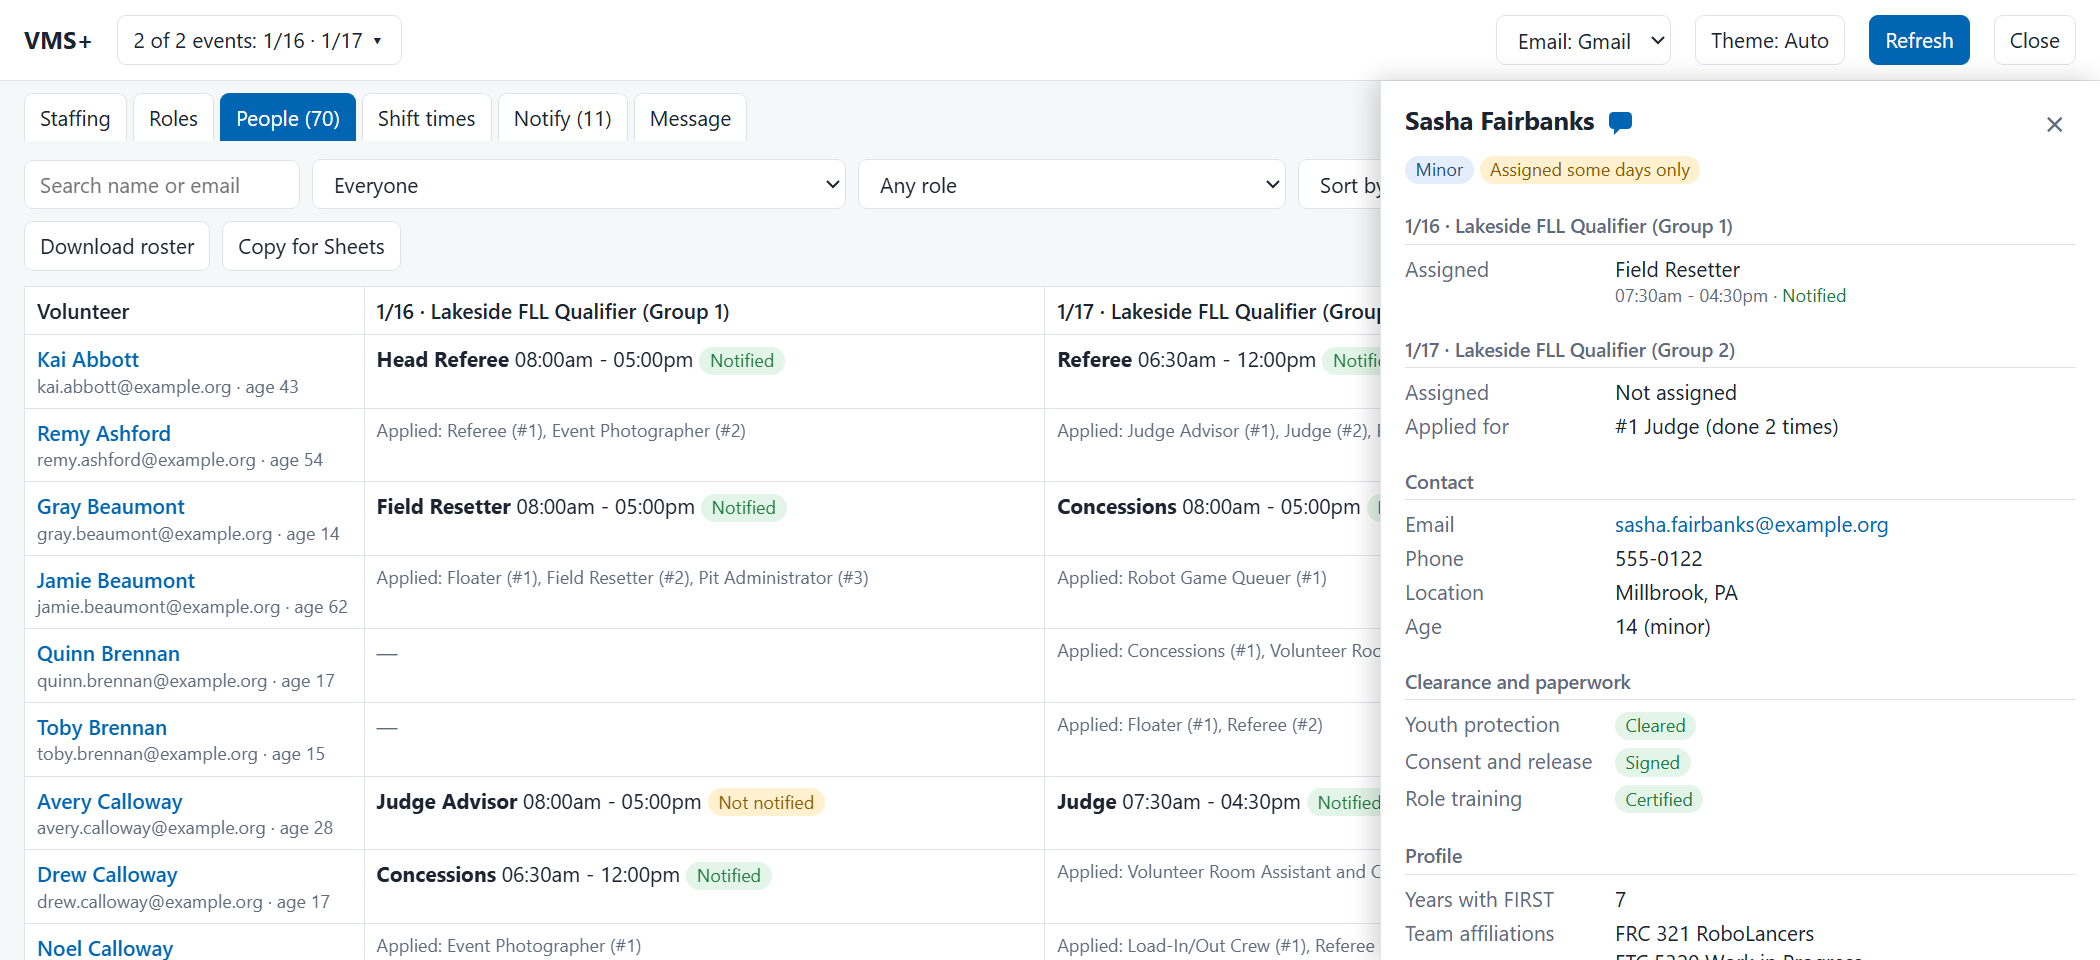 VMS+
2 of 2 events: 1/16 · 1/17 ▾
Email: Gmail
Theme: Auto
Refresh
Close
Staffing
Roles
People (70)
Shift times
Notify (11)
Message
Search name or email
Everyone
Any role
Sort by
Download roster
Copy for Sheets
Volunteer
1/16 · Lakeside FLL Qualifier (Group 1)
1/17 · Lakeside FLL Qualifier (Group
Kai Abbott
kai.abbott@example.org · age 43
Head Referee 08:00am - 05:00pm Notified
Referee 06:30am - 12:00pm Notifi
Remy Ashford
remy.ashford@example.org · age 54
Applied: Referee (#1), Event Photographer (#2)
Applied: Judge Advisor (#1), Judge (#2),
Gray Beaumont
gray.beaumont@example.org · age 14
Field Resetter 08:00am - 05:00pm Notified
Concessions 08:00am - 05:00pm
Jamie Beaumont
jamie.beaumont@example.org · age 62
Applied: Floater (#1), Field Resetter (#2), Pit Administrator (#3)
Applied: Robot Game Queuer (#1)
Quinn Brennan
quinn.brennan@example.org · age 17
—
Applied: Concessions (#1), Volunteer Roo
Toby Brennan
toby.brennan@example.org · age 15
—
Applied: Floater (#1), Referee (#2)
Avery Calloway
avery.calloway@example.org · age 28
Judge Advisor 08:00am - 05:00pm Not notified
Judge 07:30am - 04:30pm Notified
Drew Calloway
drew.calloway@example.org · age 17
Concessions 06:30am - 12:00pm Notified
Applied: Volunteer Room Assistant and C
Noel Calloway
Applied: Event Photographer (#1)
Applied: Load-In/Out Crew (#1), Referee
Sasha Fairbanks
×
Minor
Assigned some days only
1/16 · Lakeside FLL Qualifier (Group 1)
Assigned
Field Resetter
07:30am - 04:30pm · Notified
1/17 · Lakeside FLL Qualifier (Group 2)
Assigned
Not assigned
Applied for
#1 Judge (done 2 times)
Contact
Email
sasha.fairbanks@example.org
Phone
555-0122
Location
Millbrook, PA
Age
14 (minor)
Clearance and paperwork
Youth protection
Cleared
Consent and release
Signed
Role training
Certified
Profile
Years with FIRST
7
Team affiliations
FRC 321 RoboLancers
FTC 5320 Work in Progress